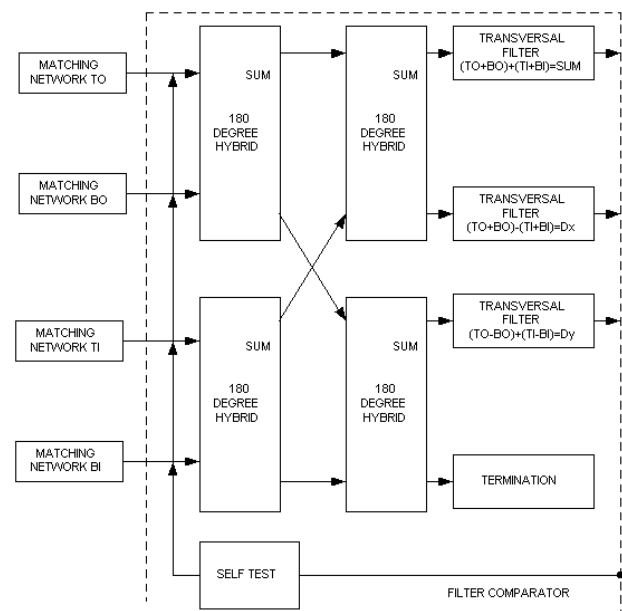 MATCHING
NETWORK TO
MATCHING
NETWORK BO
MATCHING
NETWORK TI
MATCHING
NETWORK BI
SUM
180
DEGREE
HYBRID
SUM
180
DEGREE
HYBRID
SUM
180
DEGREE
HYBRID
SUM
180
DEGREE
HYBRID
TRANSVERSAL
FILTER
(TO+BO)+(TI+BI)=SUM
TRANSVERSAL
FILTER
(TO+BO)-(TI+BI)=Dx
TRANSVERSAL
FILTER
(TO-BO)+(TI-BI)=Dy
TERMINATION
SELF TEST
FILTER COMPARATOR